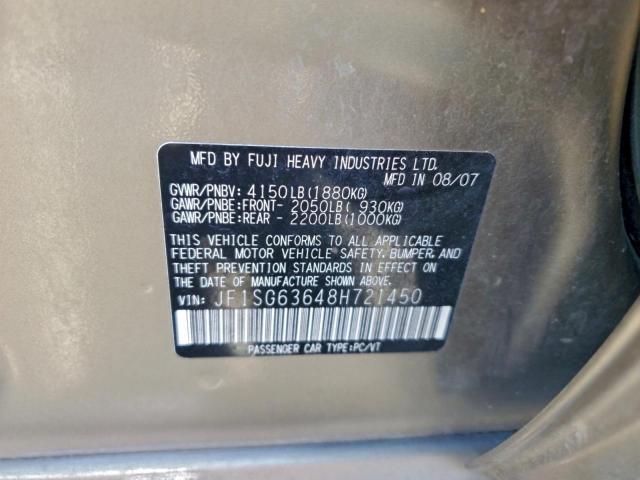 MFD BY FUJI HEAVY INDUSTRIES LTD.
MFD IN 08/07
GVWR/PNBV: 4150LB(1880KG)
GAWR/PNBE:FRONT- 2050LB( 930KG)
GAWR/PNBE:REAR - 2200LB(1000KG)
THIS VEHICLE CONFORMS TO ALL APPLICABLE
FEDERAL MOTOR VEHICLE SAFETY, BUMPER, AND
THEFT PREVENTION STANDARDS IN EFFECT ON
THE DATE OF MANUFACTURE SHOWN ABOVE.
VIN: JF1SG63648H721450
PASSENGER CAR TYPE:PC/VT